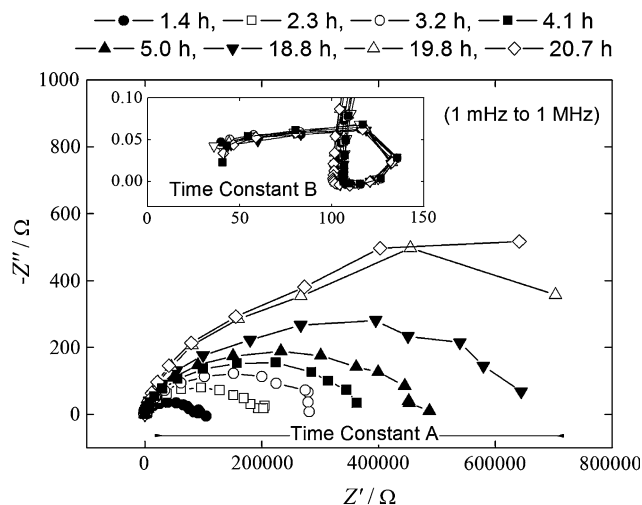 1.4 h, 2.3 h, 3.2 h, 4.1 h
5.0 h, 18.8 h, 19.8 h, 20.7 h
1000
800
600
400
200
0
-Z″ / Ω
(1 mHz to 1 MHz)
0.10
0.05
0.00
Time Constant B
0 50 100 150
Time Constant A
0 200000 400000 600000 800000
Z′ / Ω